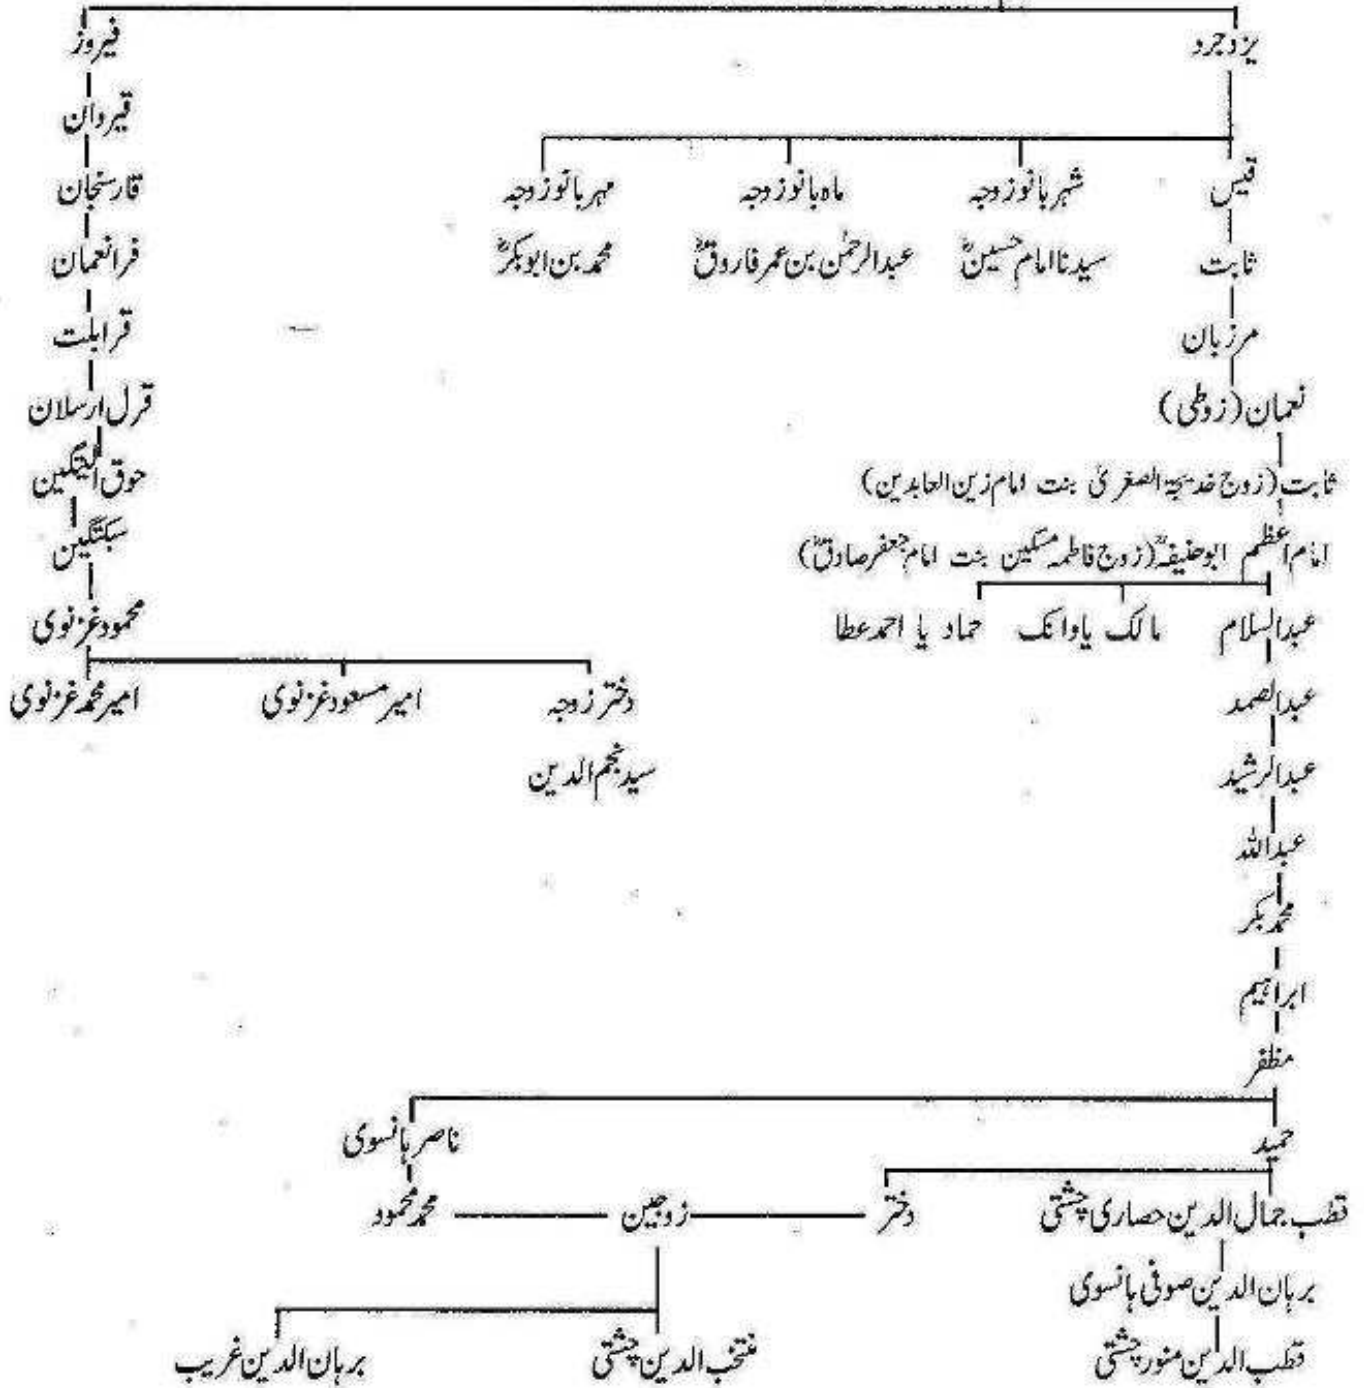 یزدجرد فیروز
قیروان
قیس شہربانو زوجہ ماہ بانو زوجہ مہربانو زوجہ قارسنجان
ثابت سیدنا امام حسینؓ عبدالرحمٰن بن عمر فاروقؓ محمد بن ابوبکرؓ فرانعمان
مرزبان قرابلت
نعمان (زوطی) قرل ارسلان
ثابت (زوج خدیجۃ الصغریٰ بنت امام زین العابدین) حوق الپتگین
امام اعظم ابوحنیفہؒ (زوج فاطمہ مسکین بنت امام جعفر صادقؓ) سبکتگین
عبدالسلام مالک یا وانک حماد یا احمد عطا محمود غزنوی
عبدالصمد دختر زوجہ امیر مسعود غزنوی امیر محمد غزنوی
عبدالرشید سید نجم الدین
عبداللہ
محمد بکر
ابراہیم
مظفر
حمید ناصر ہانسوی
قطب جمال الدین حصاری چشتی دختر زوجین محمد محمود
برہان الدین صوفی ہانسوی
قطب الدین منور چشتی منتخب الدین چشتی برہان الدین غریب